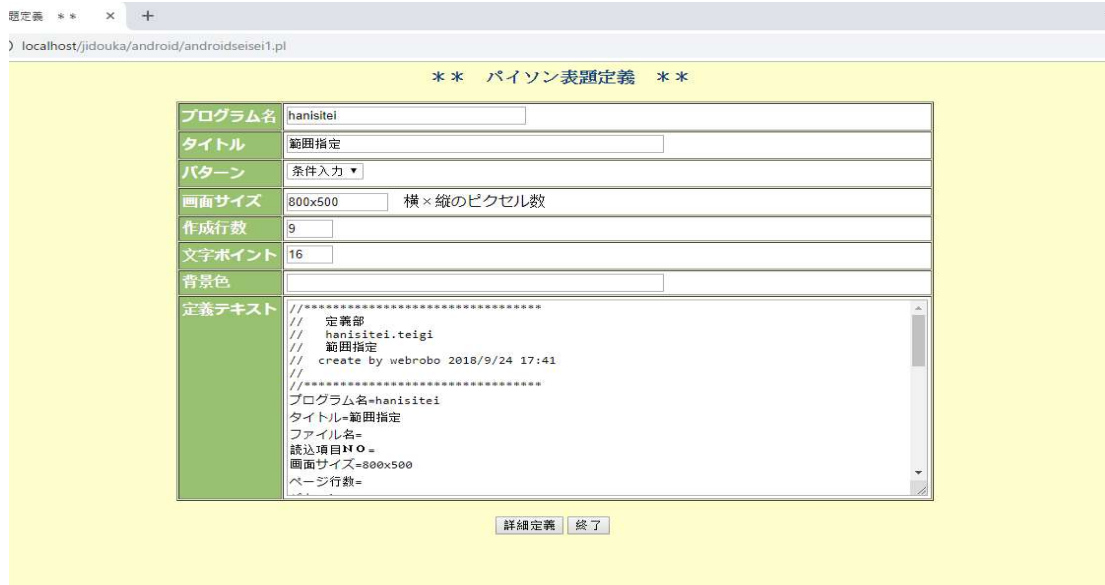 題定義 **
localhost/jidouka/android/androidseisei1.pl
** パイソン表題定義 **
プログラム名 hanisitei
タイトル 範囲指定
パターン 条件入力
画面サイズ 800x500 横×縦のピクセル数
作成行数 9
文字ポイント 16
背景色
定義テキスト
//*********************************
// 定義部
// hanisitei.teigi
// 範囲指定
// create by webrobo 2018/9/24 17:41
//
//*********************************
プログラム名=hanisitei
タイトル=範囲指定
ファイル名=
読込項目NO=
画面サイズ=800x500
ページ行数=
詳細定義 終了